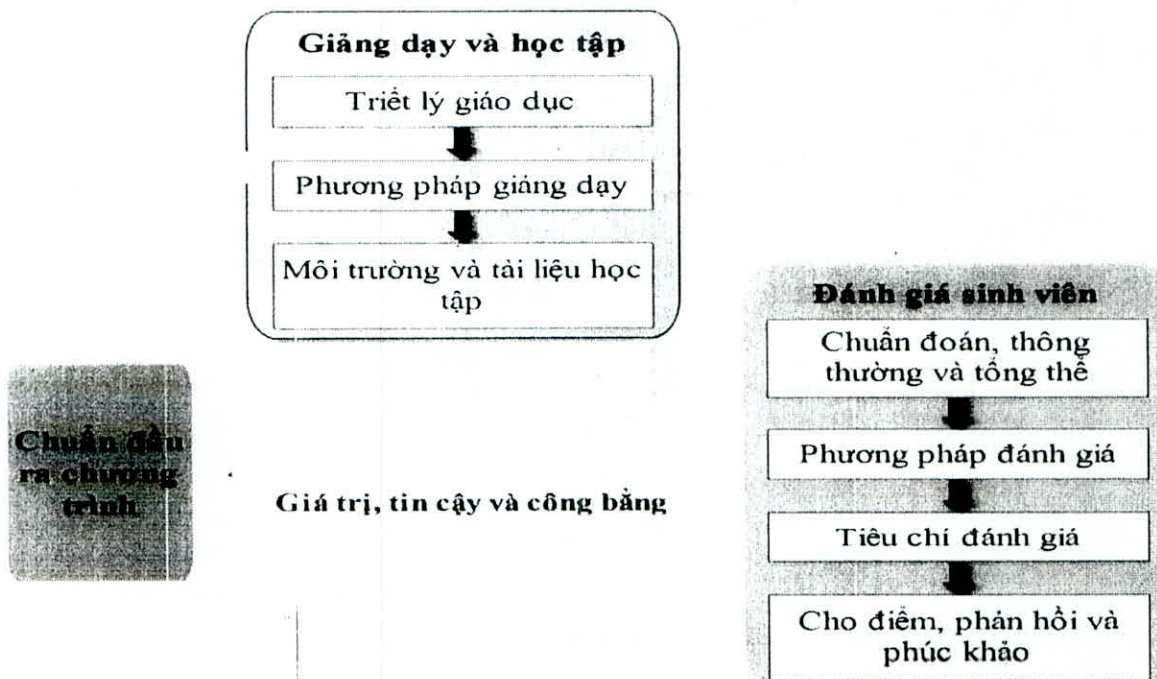 Giảng dạy và học tập
Triết lý giáo dục
Phương pháp giảng dạy
Môi trường và tài liệu học
tập
Đánh giá sinh viên
Chuẩn đoán, thông
thường và tổng thể
Phương pháp đánh giá
Tiêu chí đánh giá
Cho điểm, phản hồi và
phúc khảo
Chuẩn đầu
ra chương
trình
Giá trị, tin cậy và công bằng